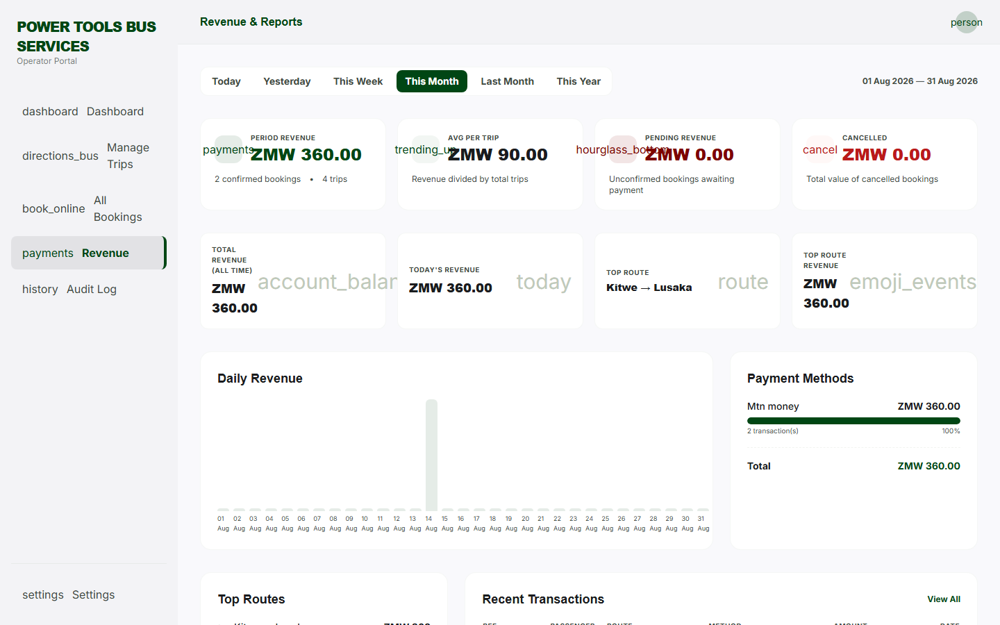 POWER TOOLS BUS
SERVICES
Operator Portal
dashboard Dashboard
directions_bus Manage
Trips
book_online All
Bookings
payments Revenue
history Audit Log
settings Settings
Revenue & Reports
person
Today Yesterday This Week This Month Last Month This Year
01 Aug 2026 — 31 Aug 2026
payments
PERIOD REVENUE
ZMW 360.00
2 confirmed bookings • 4 trips
trending_up
AVG PER TRIP
ZMW 90.00
Revenue divided by total trips
hourglass_bottom
PENDING REVENUE
ZMW 0.00
Unconfirmed bookings awaiting
payment
cancel
CANCELLED
ZMW 0.00
Total value of cancelled bookings
TOTAL
REVENUE
(ALL TIME)
ZMW
360.00
account_balan
TODAY'S REVENUE
ZMW 360.00
today
TOP ROUTE
Kitwe → Lusaka
route
TOP ROUTE
REVENUE
ZMW
360.00
emoji_events
Daily Revenue
01 02 03 04 05 06 07 08 09 10 11 12 13 14 15 16 17 18 19 20 21 22 23 24 25 26 27 28 29 30 31
Aug Aug Aug Aug Aug Aug Aug Aug Aug Aug Aug Aug Aug Aug Aug Aug Aug Aug Aug Aug Aug Aug Aug Aug Aug Aug Aug Aug Aug Aug Aug
Payment Methods
Mtn money ZMW 360.00
2 transaction(s) 100%
Total ZMW 360.00
Top Routes
Recent Transactions
View All
REF PASSENGER ROUTE METHOD AMOUNT DATE